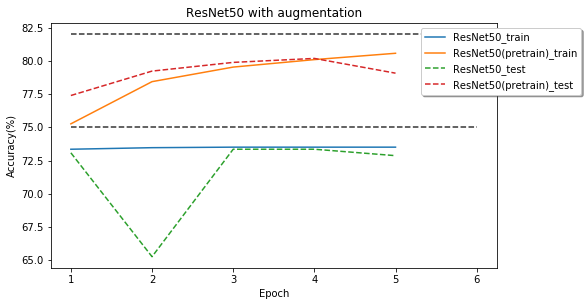 ResNet50 with augmentation
ResNet50_train
ResNet50(pretrain)_train
ResNet50_test
ResNet50(pretrain)_test
Accuracy(%)
82.5
80.0
77.5
75.0
72.5
70.0
67.5
65.0
1 2 3 4 5 6
Epoch